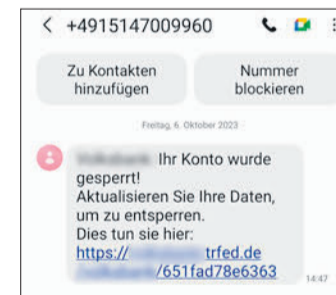 +4915147009960
Zu Kontakten
hinzufügen
Nummer
blockieren
Freitag, 6. Oktober 2023
Ihr Konto wurde
gesperrt!
Aktualisieren Sie Ihre Daten,
um zu entsperren.
Dies tun sie hier:
https:// trfed.de
/651fad78e6363
14:47